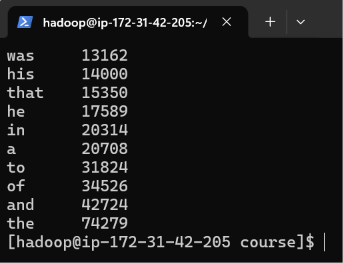 hadoop@ip-172-31-42-205:~/
was 13162
his 14000
that 15350
he 17589
in 20314
a 20708
to 31824
of 34526
and 42724
the 74279
[hadoop@ip-172-31-42-205 course]$